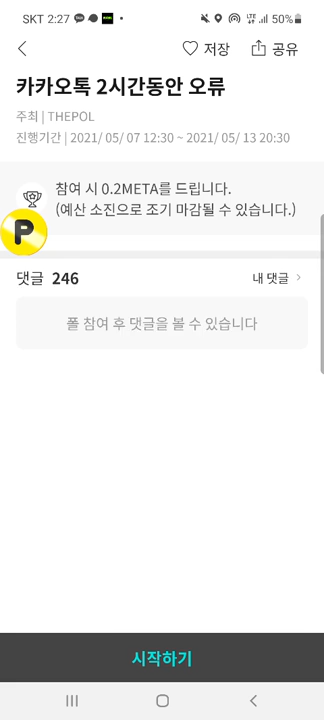 SKT 2:27
LTE 50%
저장 공유
카카오톡 2시간동안 오류
주최 | THEPOL
진행기간 | 2021/ 05/ 07 12:30 ~ 2021/ 05/ 13 20:30
참여 시 0.2META를 드립니다.
(예산 소진으로 조기 마감될 수 있습니다.)
P
댓글 246
내 댓글 >
폴 참여 후 댓글을 볼 수 있습니다
시작하기